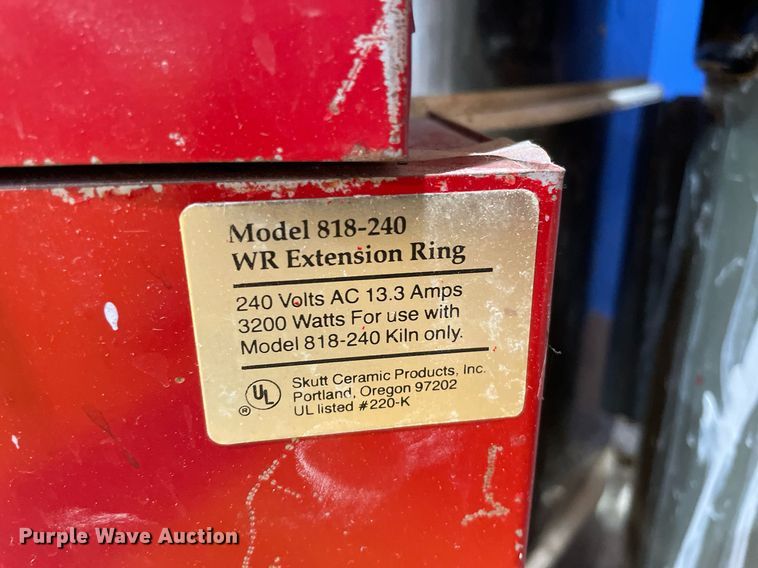 Model 818-240
WR Extension Ring
240 Volts AC 13.3 Amps
3200 Watts For use with
Model 818-240 Kiln only.
UL
®
Skutt Ceramic Products, Inc.
Portland, Oregon 97202
UL listed #220-K
Purple Wave Auction®